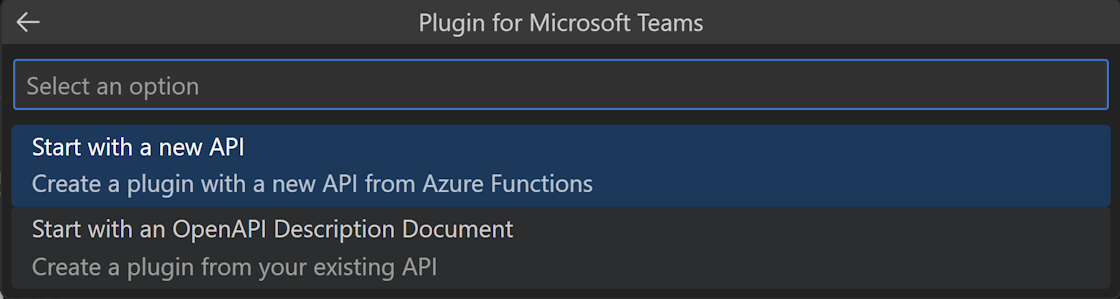 Plugin for Microsoft Teams
Select an option
Start with a new API
Create a plugin with a new API from Azure Functions
Start with an OpenAPI Description Document
Create a plugin from your existing API